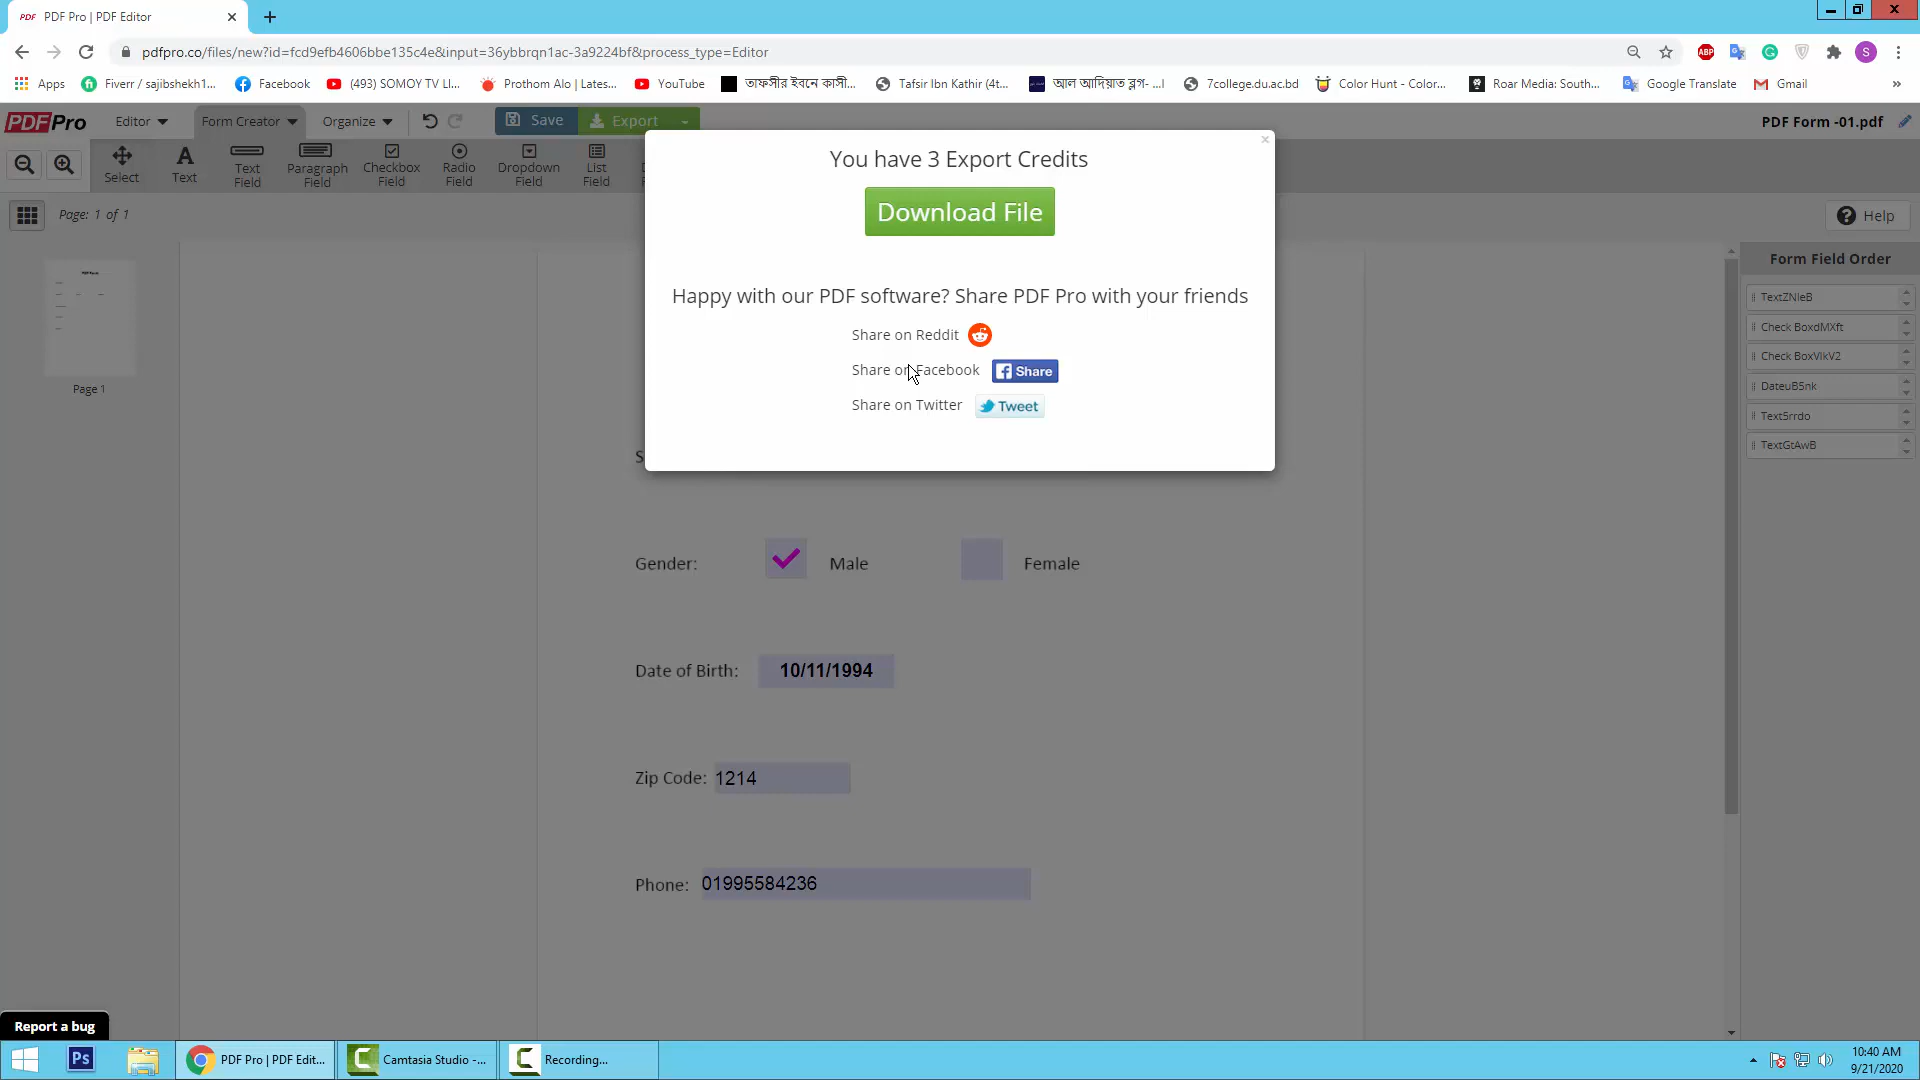 PDF PDF Pro | PDF Editor
pdfpro.co/files/new?id=fcd9efb4606bbe135c4e&input=36ybbrqn1ac-3a9224bf&process_type=Editor
Apps Fiverr / sajibshekh1... Facebook (493) SOMOY TV LI... Prothom Alo | Lates... YouTube তাফসীর ইবনে কাসী... Tafsir Ibn Kathir (4t... আল আদিয়াত ব্লগ- ...l 7college.du.ac.bd Color Hunt - Color... Roar Media: South... Google Translate Gmail »
PDFPro Editor Form Creator Organize Save Export PDF Form -01.pdf
Select Text Text Field Paragraph Field Checkbox Field Radio Field Dropdown Field List Field
Page: 1 of 1 Help
You have 3 Export Credits
Download File
Happy with our PDF software? Share PDF Pro with your friends
Share on Reddit
Share on Facebook Share
Share on Twitter Tweet
Page 1
Form Field Order
TextZNleB
Check BoxdMXft
Check BoxVlkV2
DateuB5nk
Text5rrdo
TextGtAwB
S
Gender: Male Female
Date of Birth: 10/11/1994
Zip Code: 1214
Phone: 01995584236
Report a bug
Ps PDF Pro | PDF Edit... Camtasia Studio -... Recording...
10:40 AM
9/21/2020